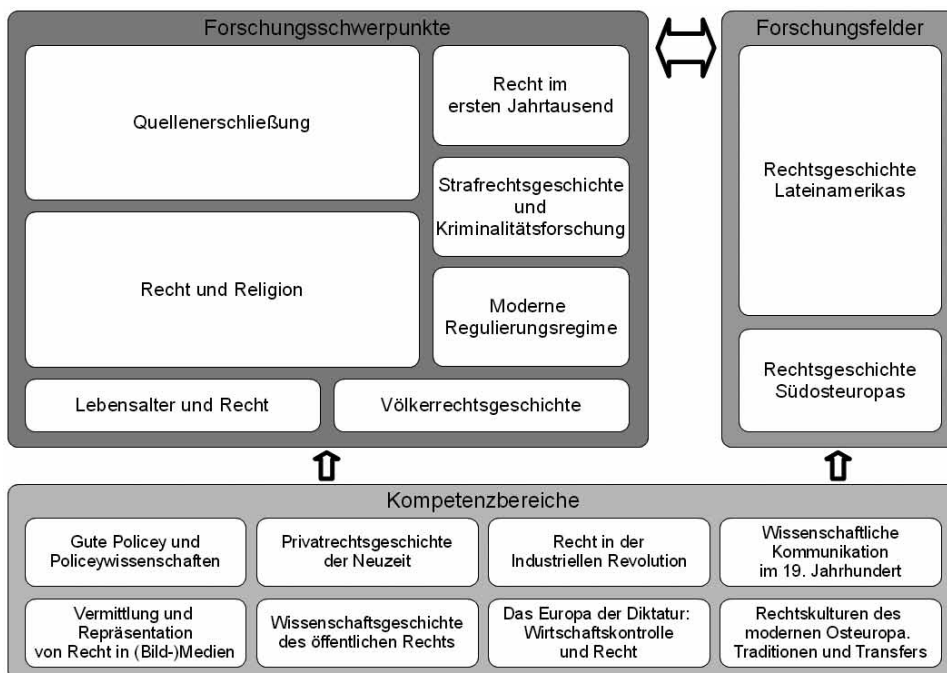 Forschungsschwerpunkte
Quellenerschließung
Recht im
ersten Jahrtausend
Strafrechtsgeschichte
und
Kriminalitätsforschung
Recht und Religion
Moderne
Regulierungsregime
Lebensalter und Recht
Völkerrechtsgeschichte
Forschungsfelder
Rechtsgeschichte
Lateinamerikas
Rechtsgeschichte
Südosteuropas
Kompetenzbereiche
Gute Policey und
Policeywissenschaften
Privatrechtsgeschichte
der Neuzeit
Recht in der
Industriellen Revolution
Wissenschaftliche
Kommunikation
im 19. Jahrhundert
Vermittlung und
Repräsentation
von Recht in (Bild-)Medien
Wissenschaftsgeschichte
des öffentlichen Rechts
Das Europa der Diktatur:
Wirtschaftskontrolle
und Recht
Rechtskulturen des
modernen Osteuropa.
Traditionen und Transfers